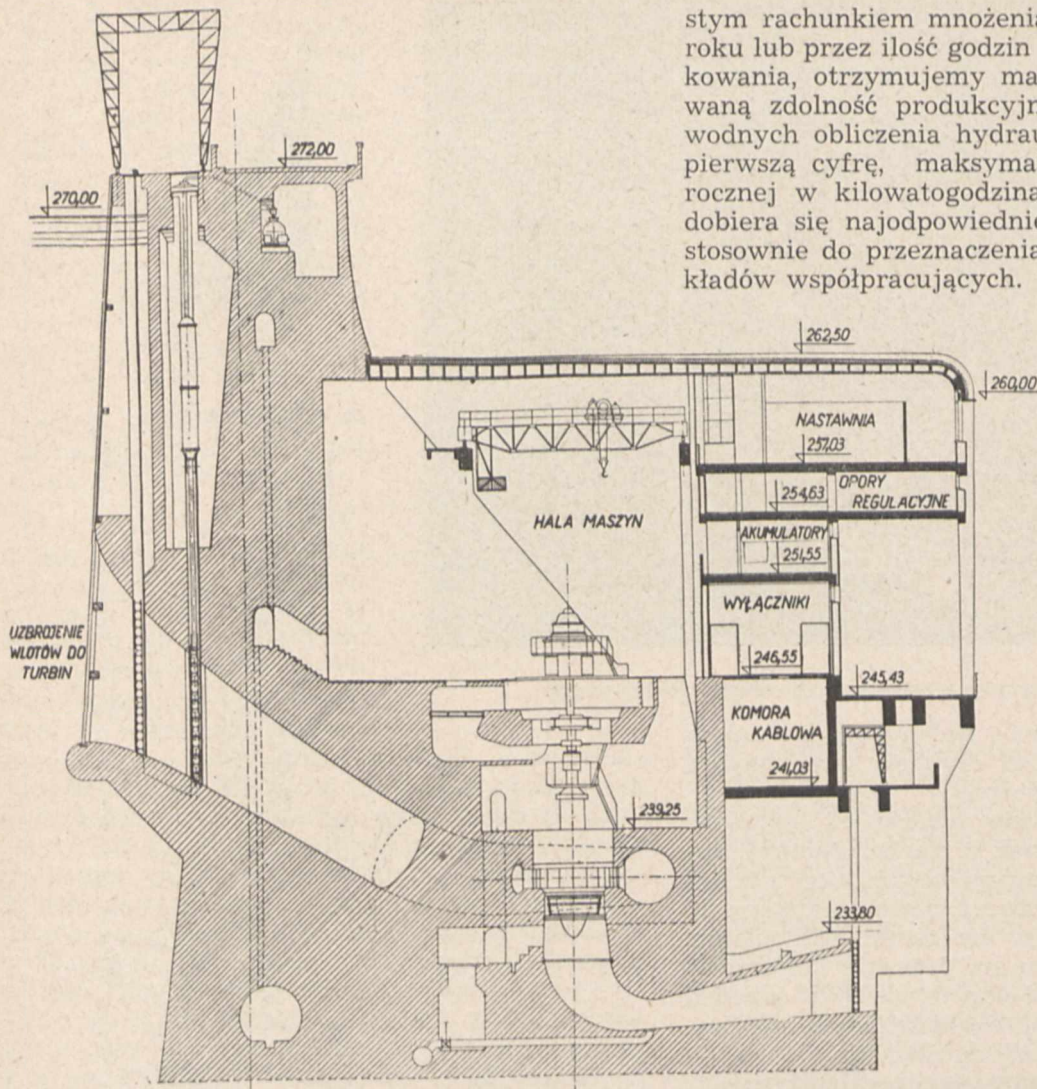 stym rachunkiem mnożenia
roku lub przez ilość godzin
kowania, otrzymujemy ma
waną zdolność produkcyjn
wodnych obliczenia hydrau
pierwszą cyfrę, maksyma
rocznej w kilowatogodzina
dobiera się najodpowiednie
stosownie do przeznaczenia
kładów współpracujących.
272,00
270,00
262,50
260,00
NASTAWNIA
257,03
OPORY
REGULACYJNE
254,63
HALA MASZYN
AKUMULATORY
251,55
WYŁĄCZNIKI
246,55
UZBROJENIE
WLOTÓW DO
TURBIN
245,43
KOMORA
KABLOWA
241,03
239,25
233,80